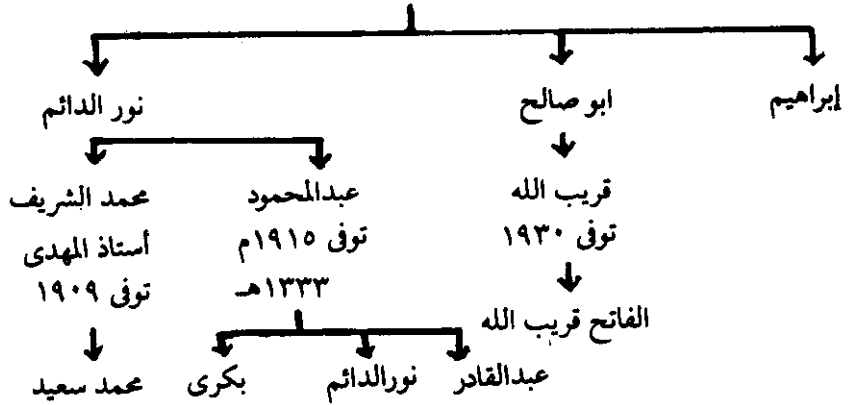 إبراهيم
ابو صالح
نور الدائم
قريب الله
توفى ١٩٣٠
عبدالمحمود
توفى ١٩١٥م
١٣٣٣هـ
محمد الشريف
أستاذ المهدى
توفى ١٩٠٩
الفاتح قريب الله
عبدالقادر
نورالدائم
بكرى
محمد سعيد